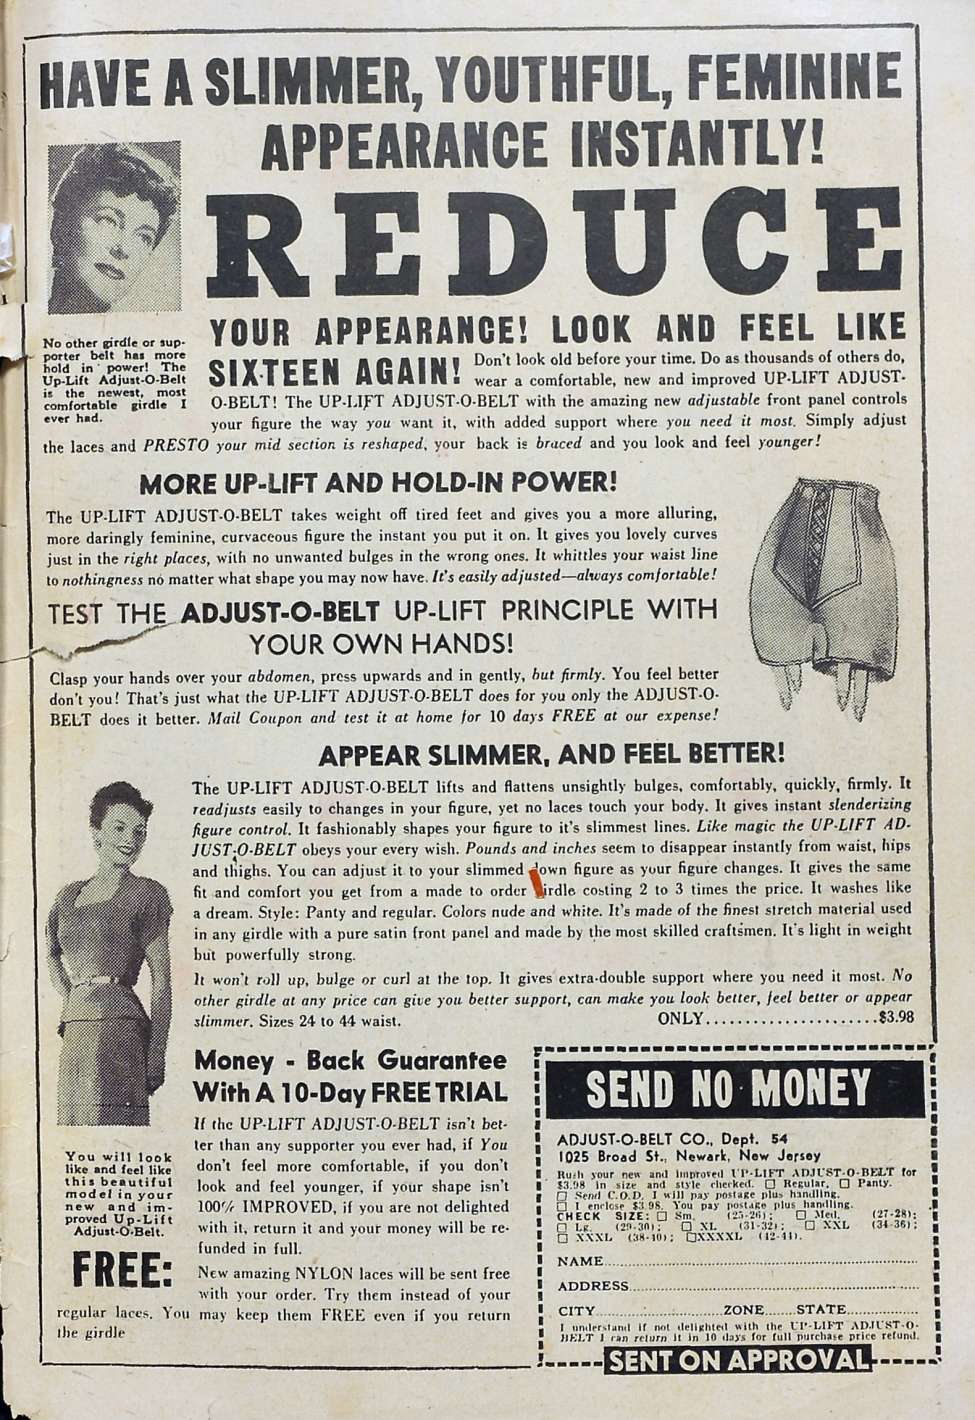 HAVE A SLIMMER, YOUTHFUL, FEMININE
APPEARANCE INSTANTLY!
REDUCE
YOUR APPEARANCE! LOOK AND FEEL LIKE
SIXTEEN AGAIN! Don't look old before your time. Do as thousands of others do,
wear a comfortable, new and improved UP-LIFT ADJUST-
O-BELT! The UP-LIFT ADJUST-O-BELT with the amazing new adjustable front panel controls
your figure the way you want it, with added support where you need it most. Simply adjust
the laces and PRESTO your mid section is reshaped, your back is braced and you look and feel younger!
No other girdle or sup-
porter belt has more
hold in power! The
Up-Lift Adjust-O-Belt
is the newest, most
comfortable girdle I
ever had.
MORE UP-LIFT AND HOLD-IN POWER!
The UP-LIFT ADJUST-O-BELT takes weight off tired feet and gives you a more alluring,
more daringly feminine, curvaceous figure the instant you put it on. It gives you lovely curves
just in the right places, with no unwanted bulges in the wrong ones. It whittles your waist line
to nothingness no matter what shape you may now have. It's easily adjusted—always comfortable!
TEST THE ADJUST-O-BELT UP-LIFT PRINCIPLE WITH
YOUR OWN HANDS!
Clasp your hands over your abdomen, press upwards and in gently, but firmly. You feel better
don't you! That's just what the UP-LIFT ADJUST-O-BELT does for you only the ADJUST-O-
BELT does it better. Mail Coupon and test it at home for 10 days FREE at our expense!
APPEAR SLIMMER, AND FEEL BETTER!
The UP-LIFT ADJUST-O-BELT lifts and flattens unsightly bulges, comfortably, quickly, firmly. It
readjusts easily to changes in your figure, yet no laces touch your body. It gives instant slenderizing
figure control. It fashionably shapes your figure to it's slimmest lines. Like magic the UP-LIFT AD-
JUST-O-BELT obeys your every wish. Pounds and inches seem to disappear instantly from waist, hips
and thighs. You can adjust it to your slimmed down figure as your figure changes. It gives the same
fit and comfort you get from a made to order girdle costing 2 to 3 times the price. It washes like
a dream. Style: Panty and regular. Colors nude and white. It's made of the finest stretch material used
in any girdle with a pure satin front panel and made by the most skilled craftsmen. It's light in weight
but powerfully strong.
It won't roll up, bulge or curl at the top. It gives extra-double support where you need it most. No
other girdle at any price can give you better support, can make you look better, feel better or appear
slimmer. Sizes 24 to 44 waist. ONLY......................$3.98
You will look
like and feel like
this beautiful
model in your
new and im-
proved Up-Lift
Adjust-O-Belt.
Money - Back Guarantee
With A 10-Day FREE TRIAL
If the UP-LIFT ADJUST-O-BELT isn't bet-
ter than any supporter you ever had, if You
don't feel more comfortable, if you don't
look and feel younger, if your shape isn't
100% IMPROVED, if you are not delighted
with it, return it and your money will be re-
funded in full.
FREE:
New amazing NYLON laces will be sent free
with your order. Try them instead of your
regular laces. You may keep them FREE even if you return
the girdle
SEND NO MONEY
ADJUST-O-BELT CO., Dept. 54
1025 Broad St., Newark, New Jersey
Rush your new and improved UP-LIFT ADJUST-O-BELT for
$3.98 in size and style checked. ☐ Regular, ☐ Panty.
☐ Send C.O.D. I will pay postage plus handling.
☐ I enclose $3.98. You pay postage plus handling.
CHECK SIZE: ☐ Sm. (25-26); ☐ Med. (27-28);
☐ Lg. (29-30); ☐ XL (31-32); ☐ XXL (34-36);
☐ XXXL (38-40); ☐ XXXXL (42-44).
NAME
ADDRESS
CITY ZONE STATE
I understand if not delighted with the UP-LIFT ADJUST-O-
BELT I can return it in 10 days for full purchase price refund.
SENT ON APPROVAL